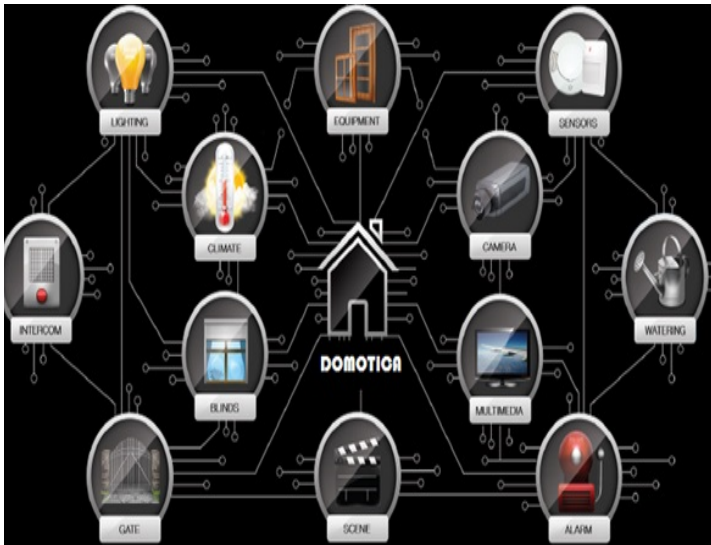 LIGHTING
EQUIPMENT
SENSORS
CLIMATE
CAMERA
INTERCOM
WATERING
DOMOTICA
BLINDS
MULTIMEDIA
GATE
SCENE
ALARM